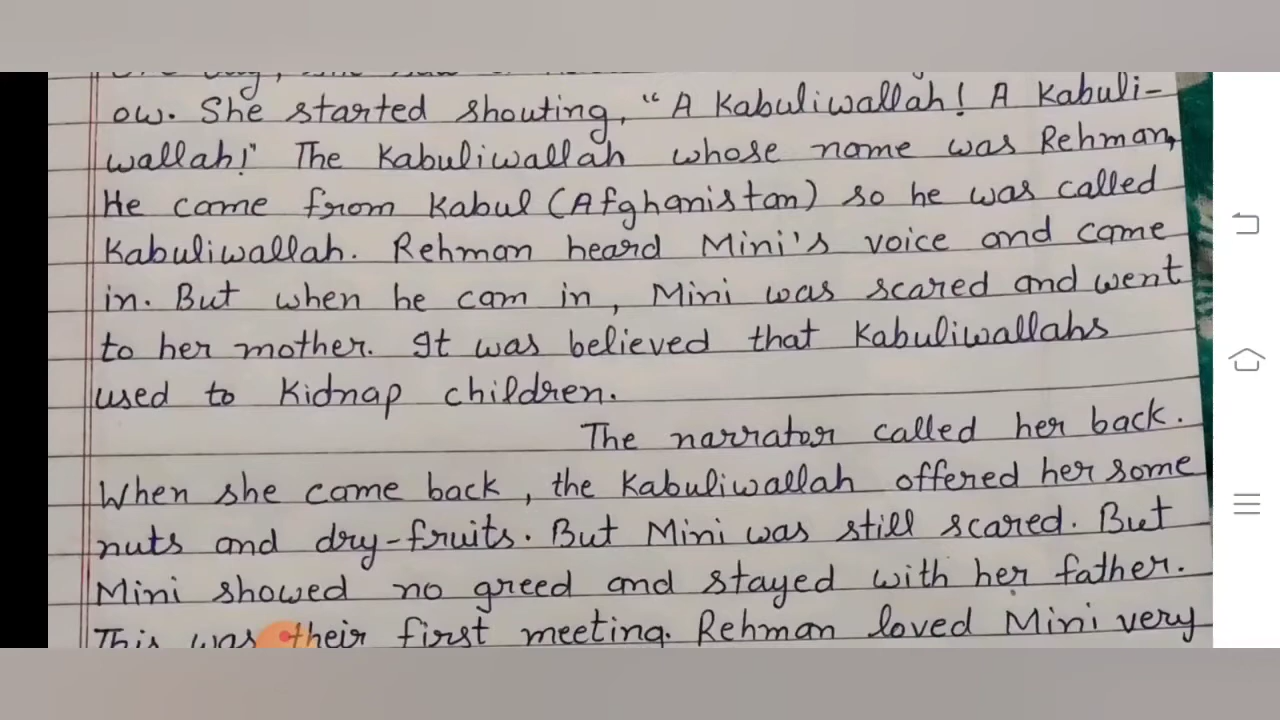 ow. She started shouting, "A Kabuliwallah! A Kabuli-
wallah!" The Kabuliwallah whose name was Rehman,
He came from Kabul (Afghanistan) so he was called
Kabuliwallah. Rehman heard Mini's voice and came
in. But when he cam in, Mini was scared and went
to her mother. It was believed that Kabuliwallahs
used to kidnap children.
The narrator called her back.
When she came back, the Kabuliwallah offered her some
nuts and dry-fruits. But Mini was still scared. But
Mini showed no greed and stayed with her father.
This was their first meeting. Rehman loved Mini very